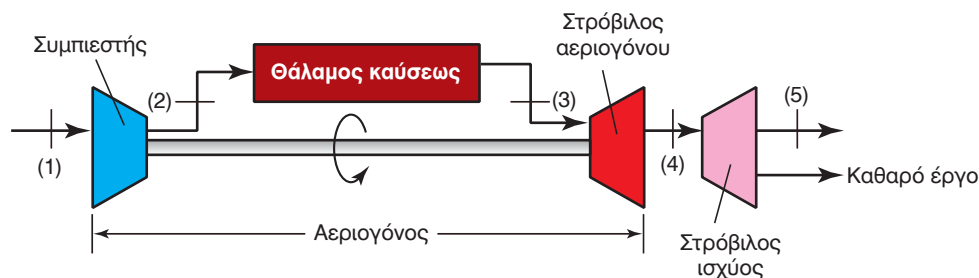 Συμπιεστής
Στρόβιλος
αεριογόνου
Θάλαμος καύσεως
(2)
(3)
(5)
(1)
(4)
Καθαρό έργο
Αεριογόνος
Στρόβιλος
ισχύος